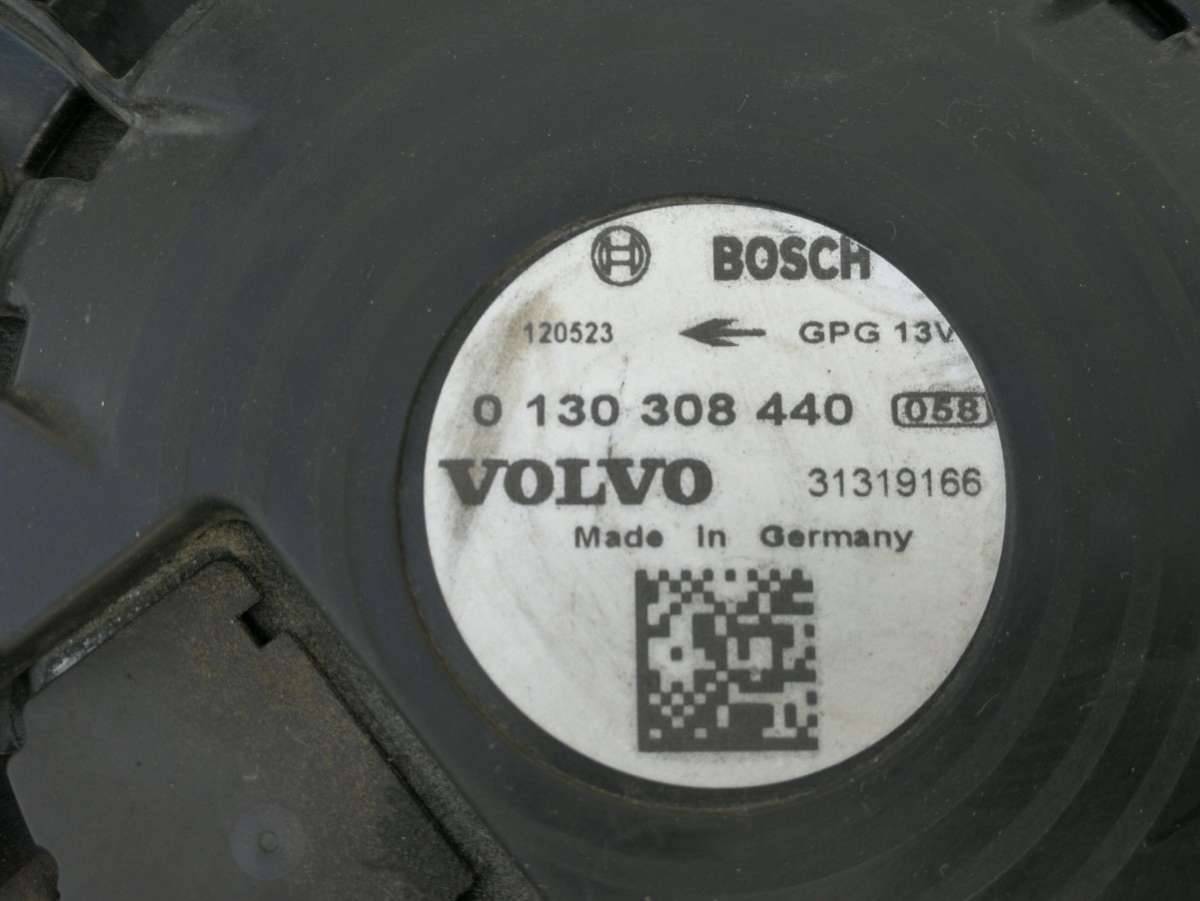 BOSCH
120523 GPG 13V
0 130 308 440 058
VOLVO 31319166
Made In Germany